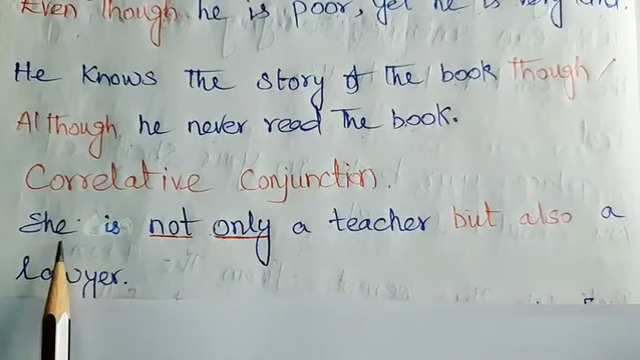 Even Though he is poor, yet he is very kind.
He knows the story of the book Though/
Although he never read the book.
Correlative Conjunction.
She is not only a teacher but also a
lawyer.